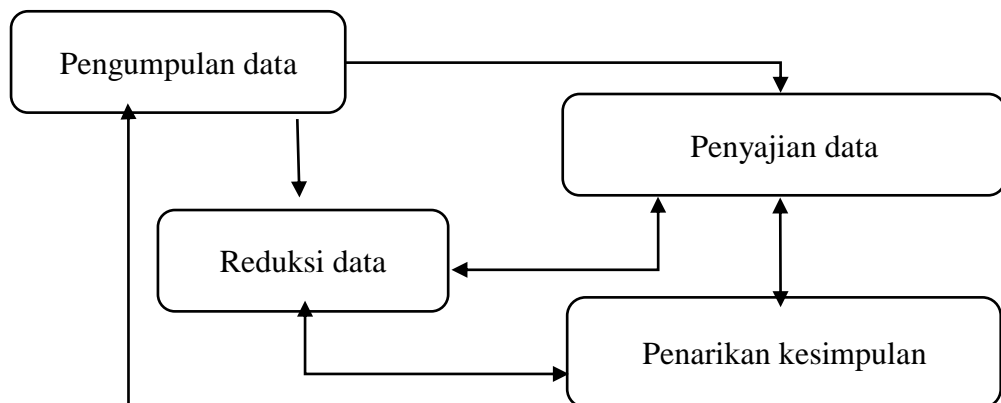 Pengumpulan data
Penyajian data
Reduksi data
Penarikan kesimpulan